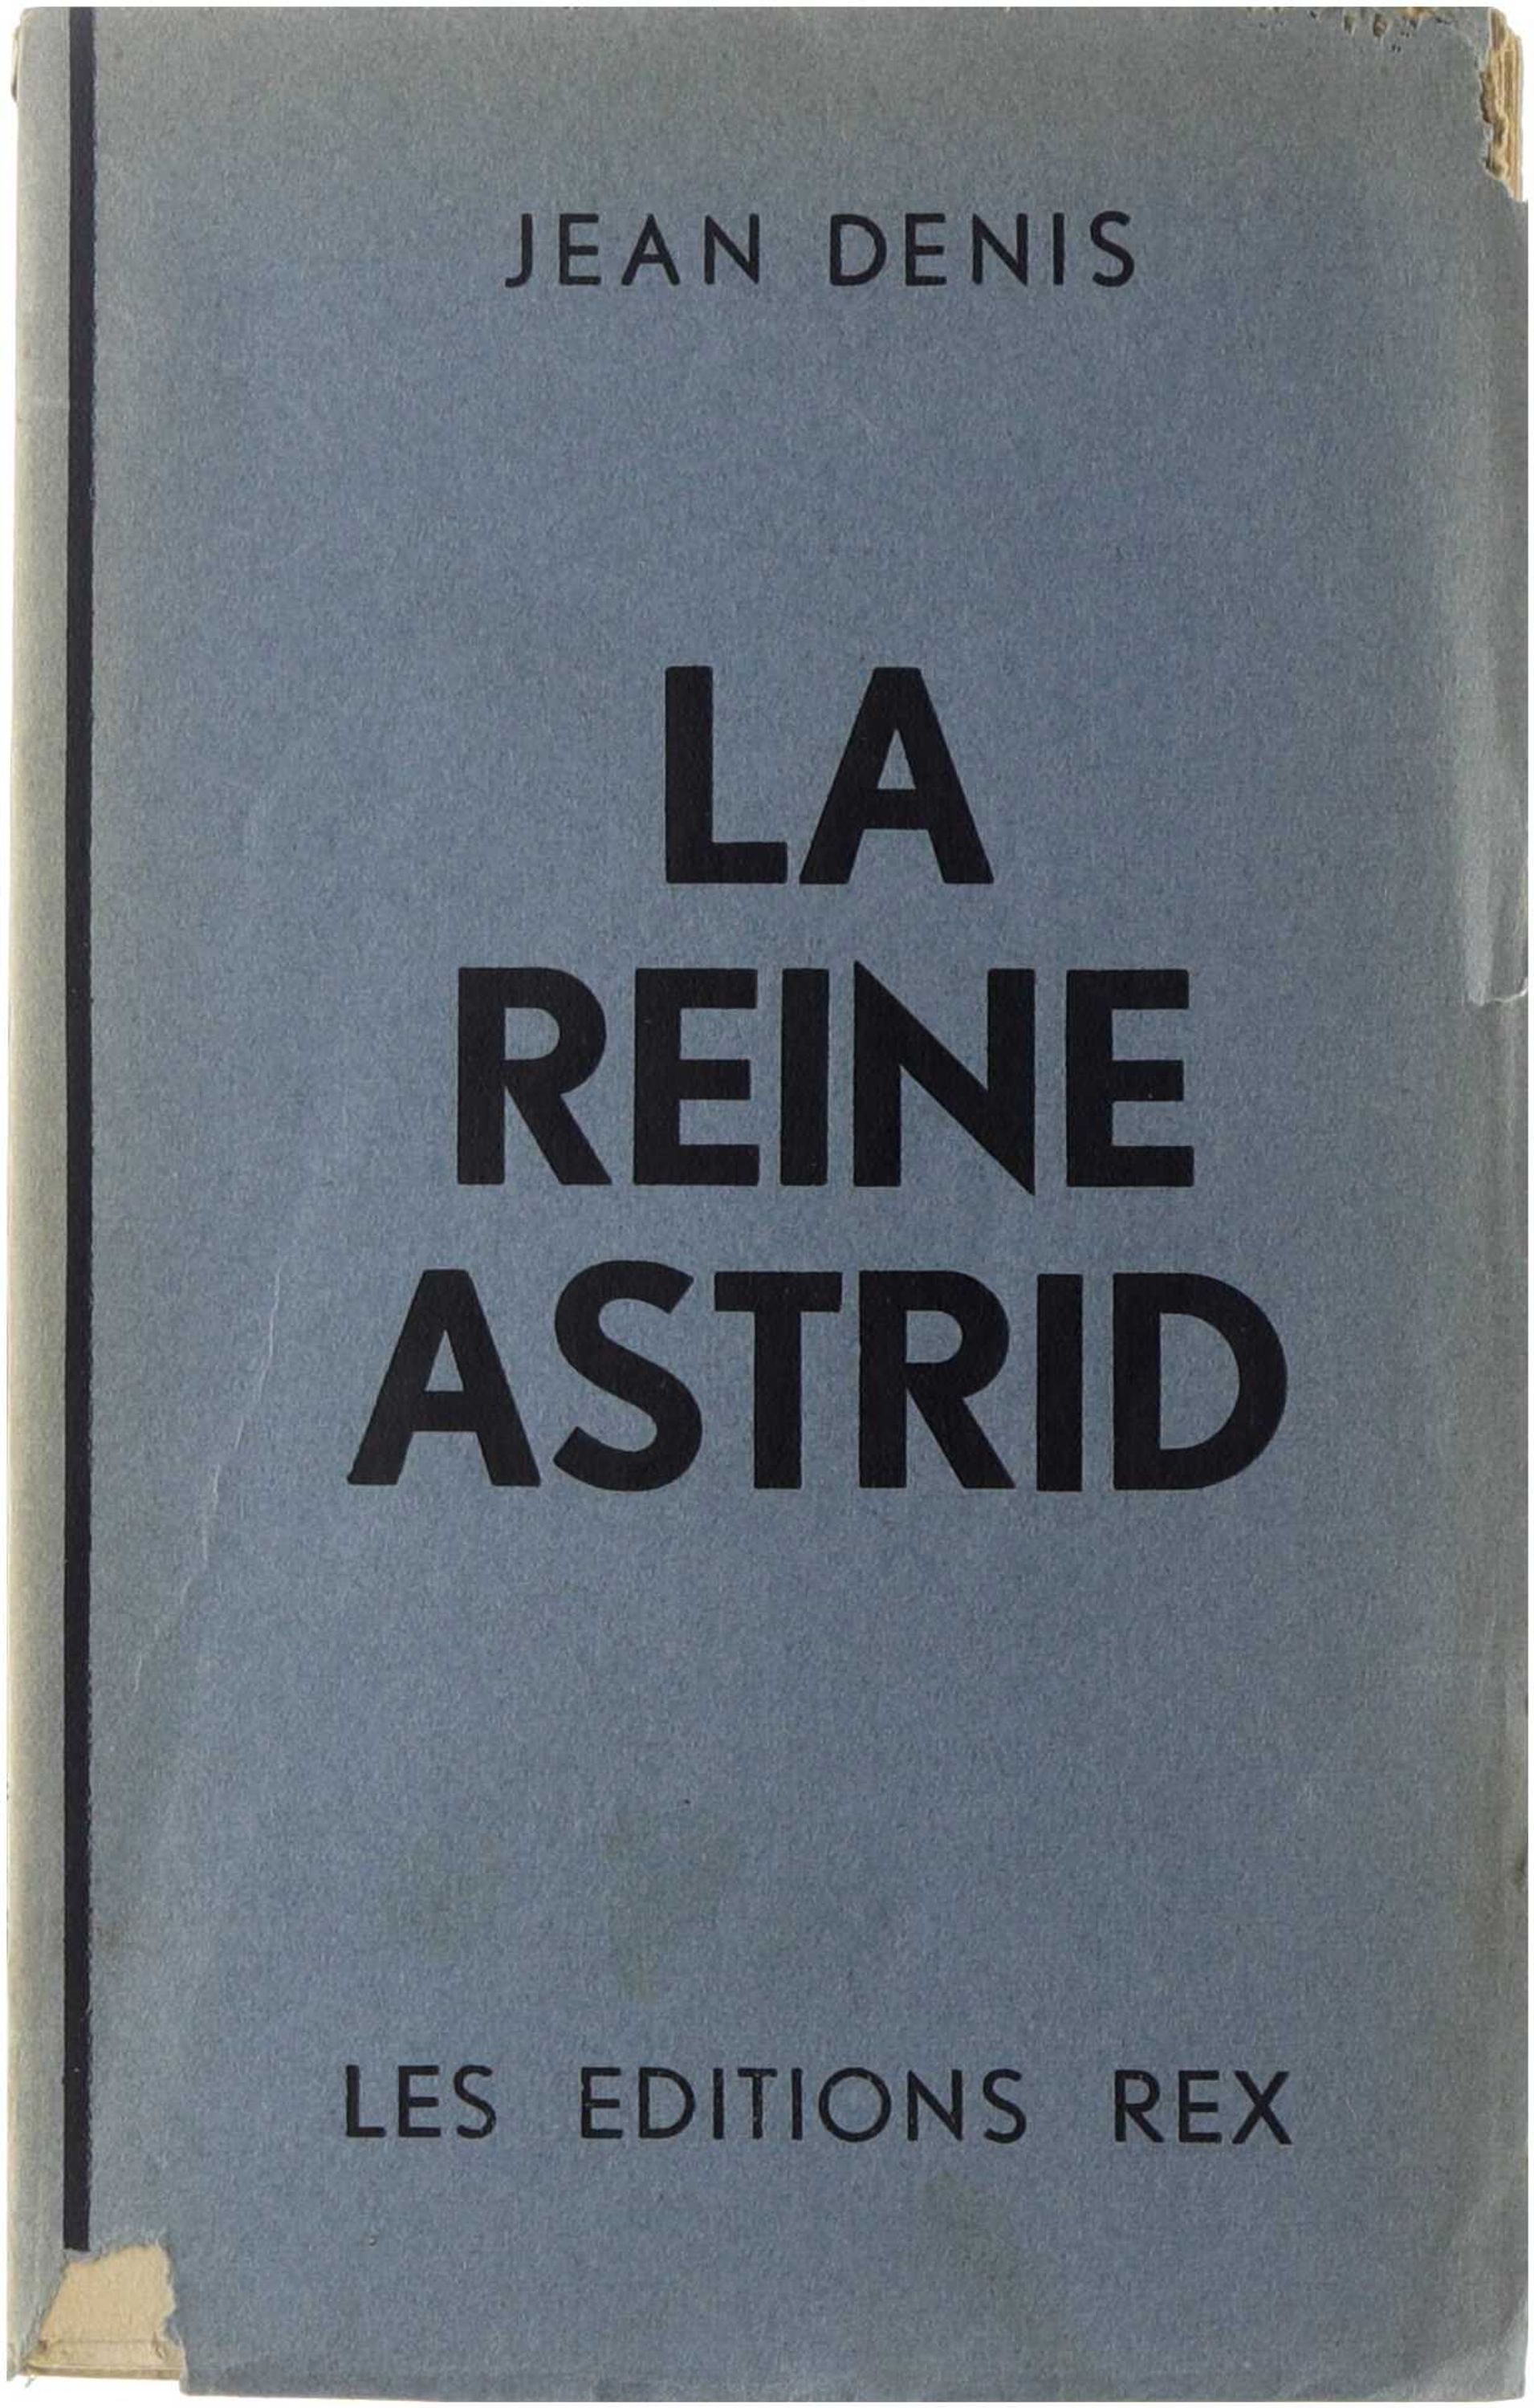 JEAN DENIS
LA
REINE
ASTRID
LES EDITIONS REX